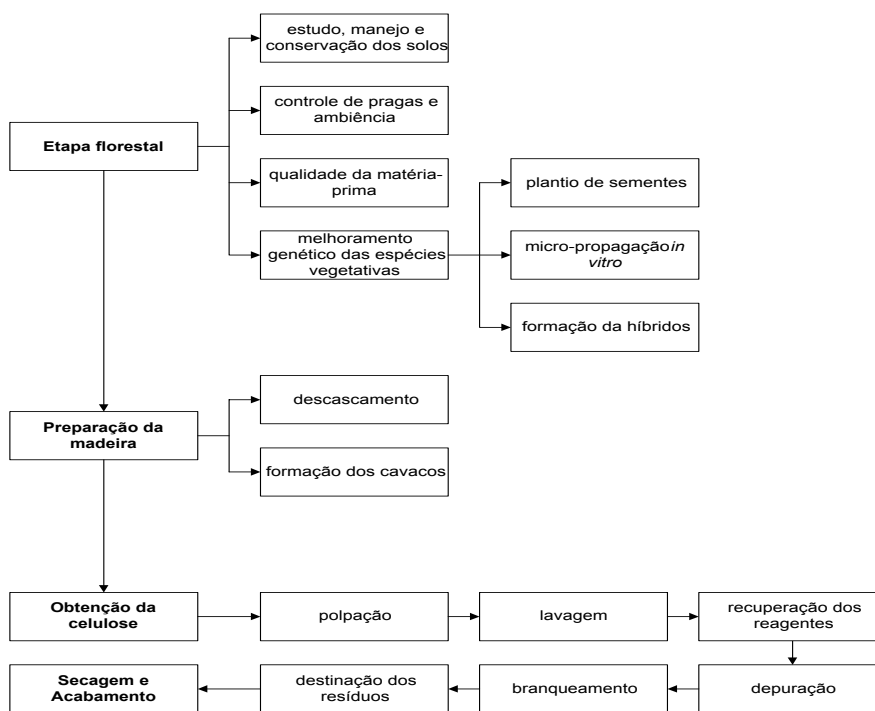 estudo, manejo e
conservação dos solos
controle de pragas e
ambiência
Etapa florestal
qualidade da matéria-
prima
plantio de sementes
melhoramento
genético das espécies
vegetativas
micro-propagaçãoin
vitro
formação da híbridos
descascamento
Preparação da
madeira
formação dos cavacos
Obtenção da
celulose
polpação
lavagem
recuperação dos
reagentes
Secagem e
Acabamento
destinação dos
resíduos
branqueamento
depuração